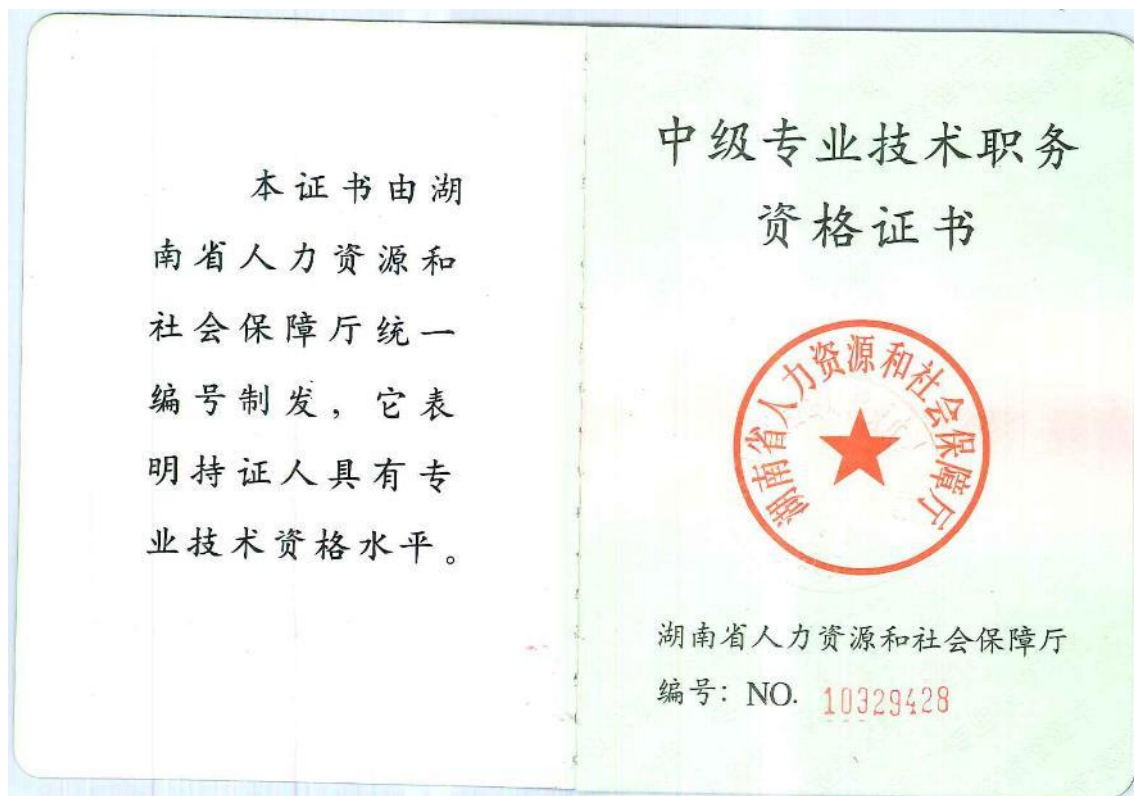 本证书由湖
南省人力资源和
社会保障厅统一
编号制发，它表
明持证人具有专
业技术资格水平。
中级专业技术职务
资格证书
湖南省人力资源和社会保障厅
湖南省人力资源和社会保障厅
编号：NO. 10329428